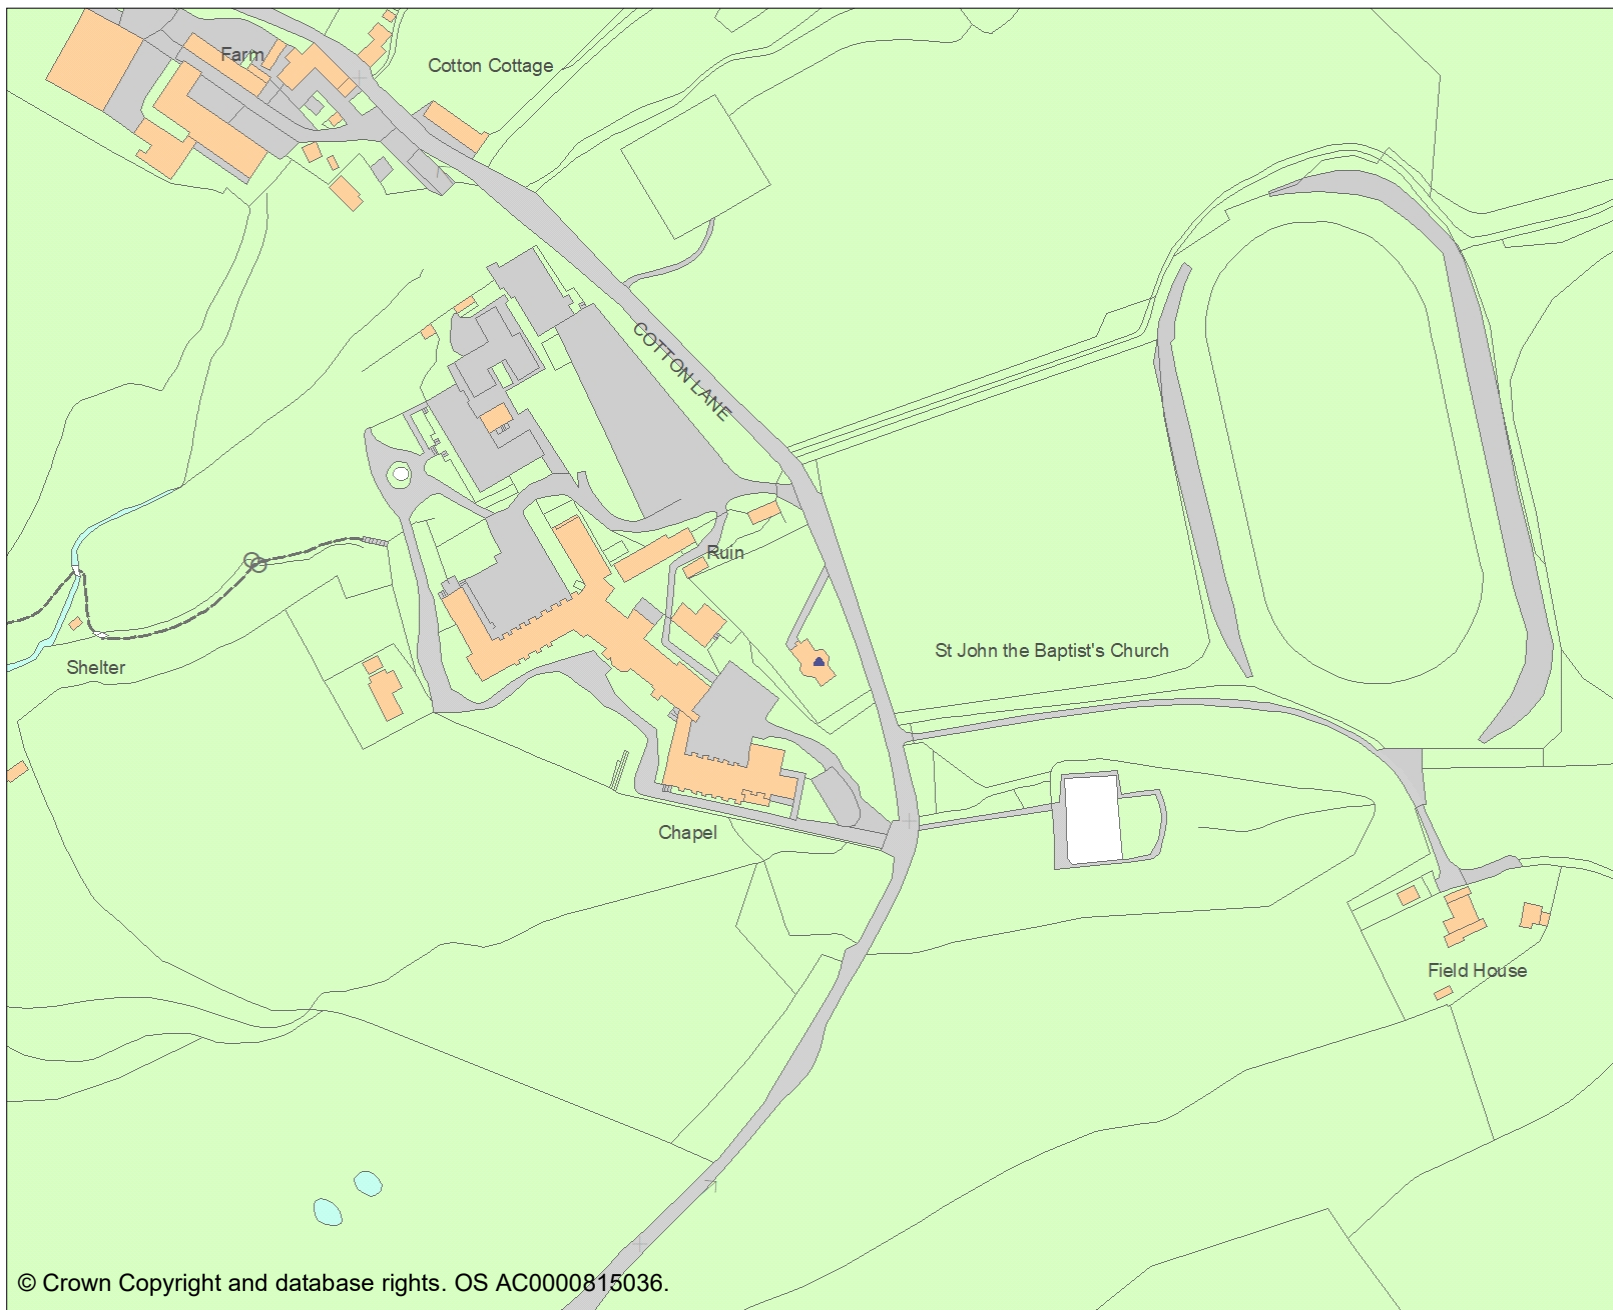 Farm
Cotton Cottage
COTTON LANE
Ruin
St John the Baptist's Church
Shelter
Chapel
Field House
© Crown Copyright and database rights. OS AC0000815036.